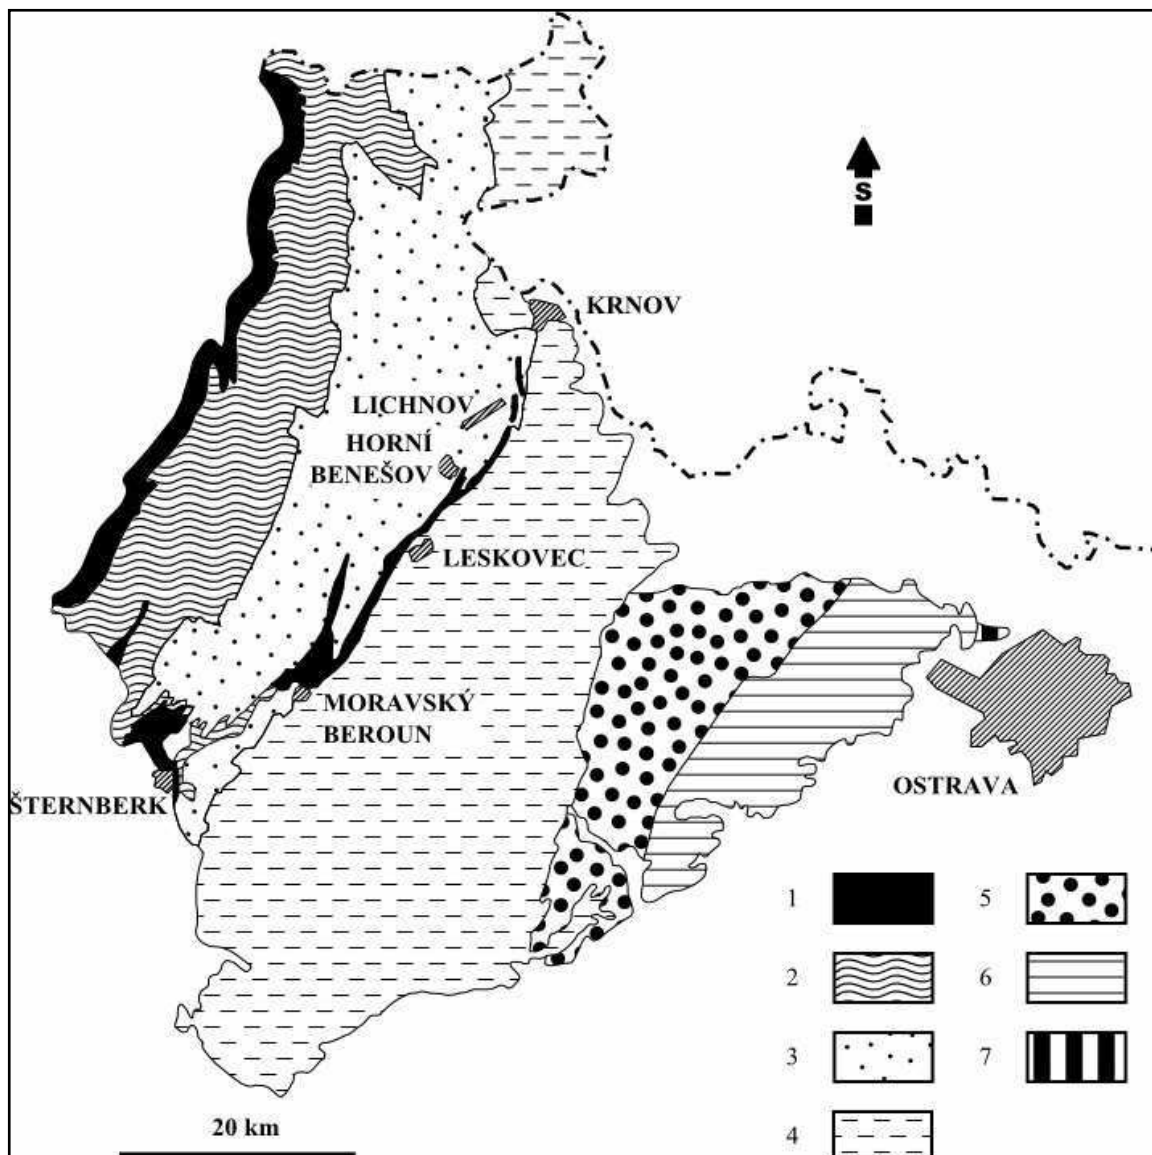 S
KRNOV
LICHNOV
HORNÍ
BENEŠOV
LESKOVEC
MORAVSKÝ
BEROUN
ŠTERNBERK
OSTRAVA
1
2
3
4
5
6
7
20 km